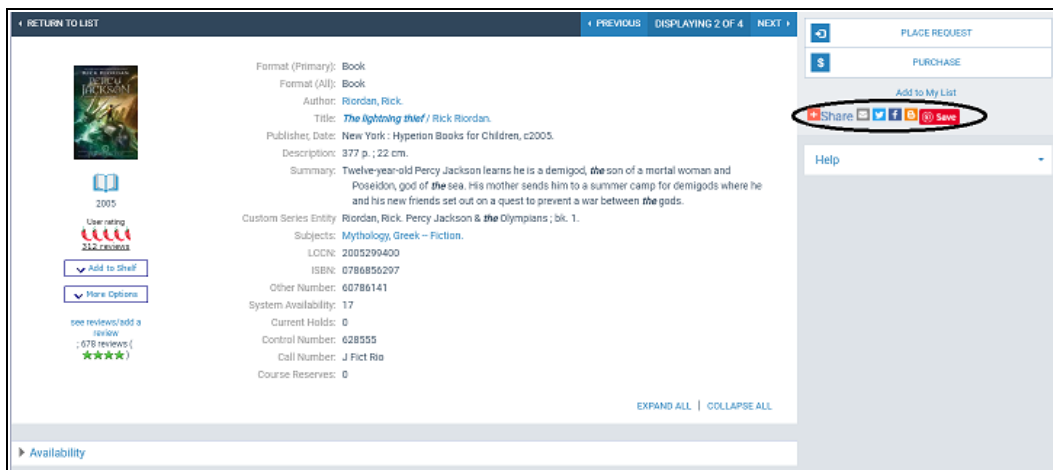 RETURN TO LIST
PREVIOUS DISPLAYING 2 OF 4 NEXT
RICK RIORDAN
PERCY
JACKSON
2005
User rating
312 reviews
Add to Shelf
More Options
see reviews/add a
review
; 678 reviews (
)
Format (Primary): Book
Format (All): Book
Author: Riordan, Rick.
Title: The lightning thief / Rick Riordan.
Publisher, Date: New York : Hyperion Books for Children, c2005.
Description: 377 p. ; 22 cm.
Summary: Twelve-year-old Percy Jackson learns he is a demigod, the son of a mortal woman and
Poseidon, god of the sea. His mother sends him to a summer camp for demigods where he
and his new friends set out on a quest to prevent a war between the gods.
Custom Series Entity Riordan, Rick. Percy Jackson & the Olympians ; bk. 1.
Subjects: Mythology, Greek -- Fiction.
LCCN: 2005299400
ISBN: 0786856297
Other Number: 60786141
System Availability: 17
Current Holds: 0
Control Number: 628555
Call Number: J Fict Rio
Course Reserves: 0
EXPAND ALL | COLLAPSE ALL
Availability
PLACE REQUEST
$ PURCHASE
Add to My List
Share Save
Help